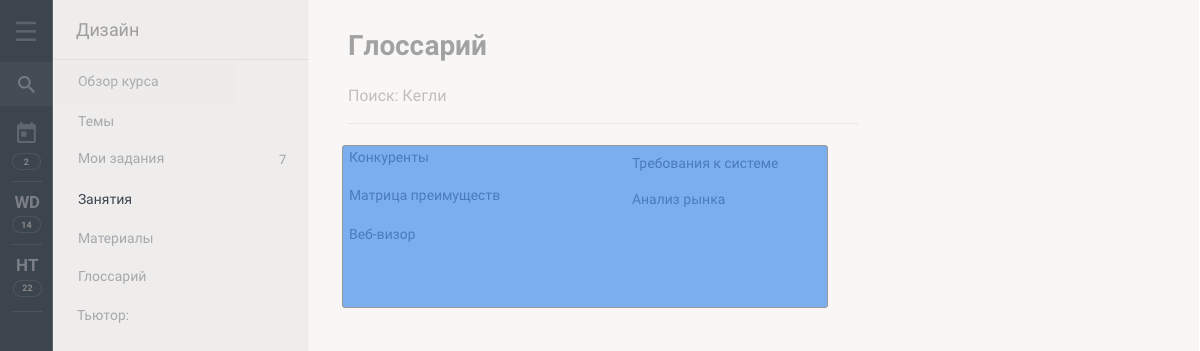 2
WD
14
HT
22
Дизайн
Обзор курса
Темы
Мои задания 7
Занятия
Материалы
Глоссарий
Тьютор:
Глоссарий
Поиск: Кегли
Конкуренты
Матрица преимуществ
Веб-визор
Требования к системе
Анализ рынка